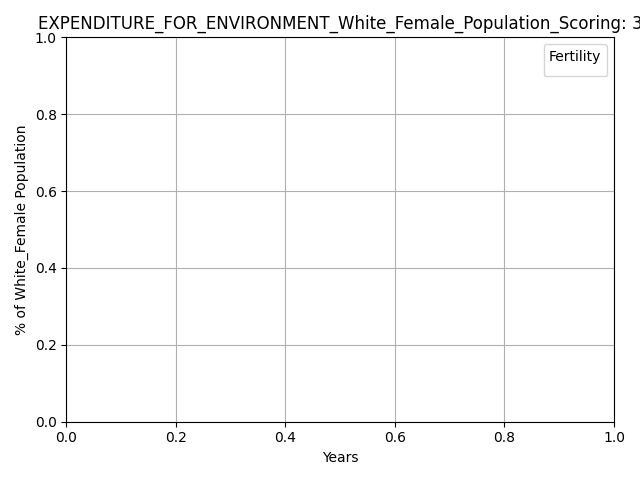 EXPENDITURE_FOR_ENVIRONMENT_White_Female_Population_Scoring: 3
Fertility
% of White_Female Population
1.0
0.8
0.6
0.4
0.2
0.0
0.0 0.2 0.4 0.6 0.8 1.0
Years